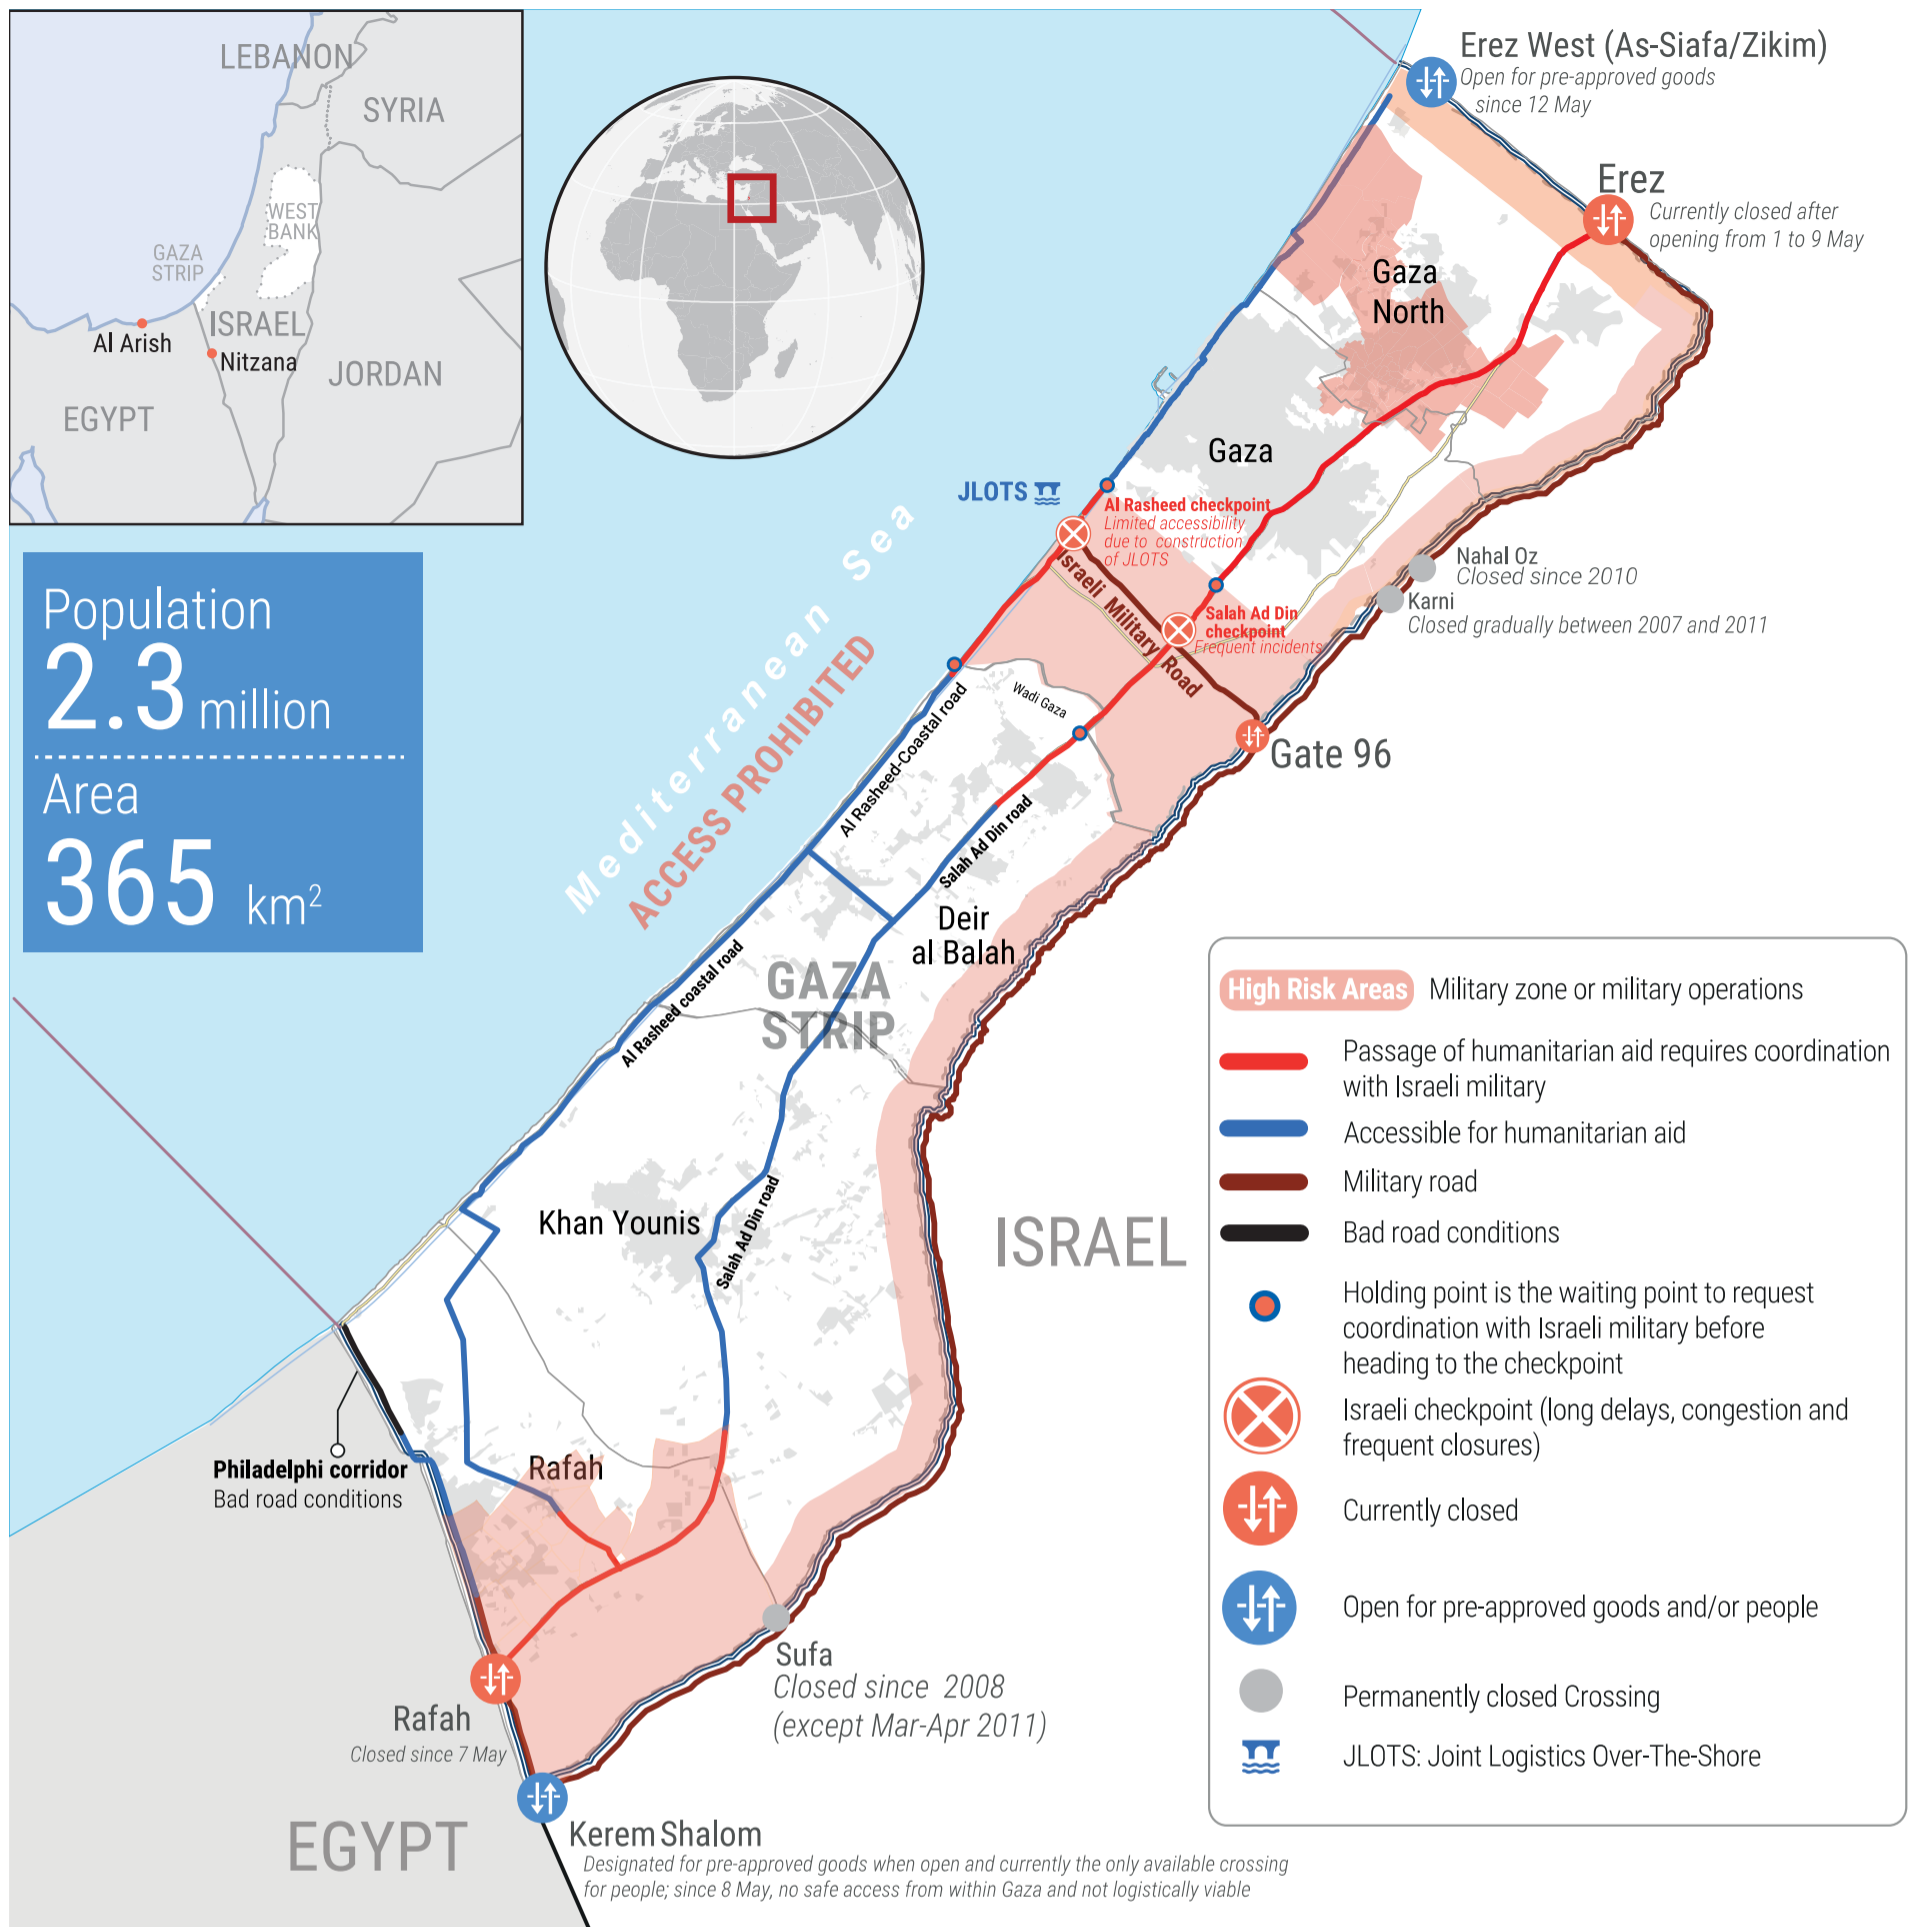 LEBANON
SYRIA
WEST
BANK
GAZA
STRIP
ISRAEL
Al Arish
Nitzana
JORDAN
EGYPT
Population
2.3 million
Area
365 km²
Mediterranean Sea
ACCESS PROHIBITED
Erez West (As-Siafa/Zikim)
Open for pre-approved goods
since 12 May
Erez
Currently closed after
opening from 1 to 9 May
Gaza
North
Gaza
JLOTS
Al Rasheed checkpoint
Limited accessibility
due to construction
of JLOTS
Israeli Military Road
Salah Ad Din
checkpoint
Frequent incidents
Nahal Oz
Closed since 2010
Karni
Closed gradually between 2007 and 2011
Gate 96
Wadi Gaza
Al Rasheed-Coastal road
Salah Ad Din road
Deir
al Balah
GAZA
STRIP
Al Rasheed coastal road
Khan Younis
Salah Ad Din road
ISRAEL
Philadelphi corridor
Bad road conditions
Rafah
Sufa
Closed since 2008
(except Mar-Apr 2011)
Rafah
Closed since 7 May
EGYPT
Kerem Shalom
Designated for pre-approved goods when open and currently the only available crossing
for people; since 8 May, no safe access from within Gaza and not logistically viable
High Risk Areas Military zone or military operations
Passage of humanitarian aid requires coordination
with Israeli military
Accessible for humanitarian aid
Military road
Bad road conditions
Holding point is the waiting point to request
coordination with Israeli military before
heading to the checkpoint
Israeli checkpoint (long delays, congestion and
frequent closures)
Currently closed
Open for pre-approved goods and/or people
Permanently closed Crossing
JLOTS: Joint Logistics Over-The-Shore